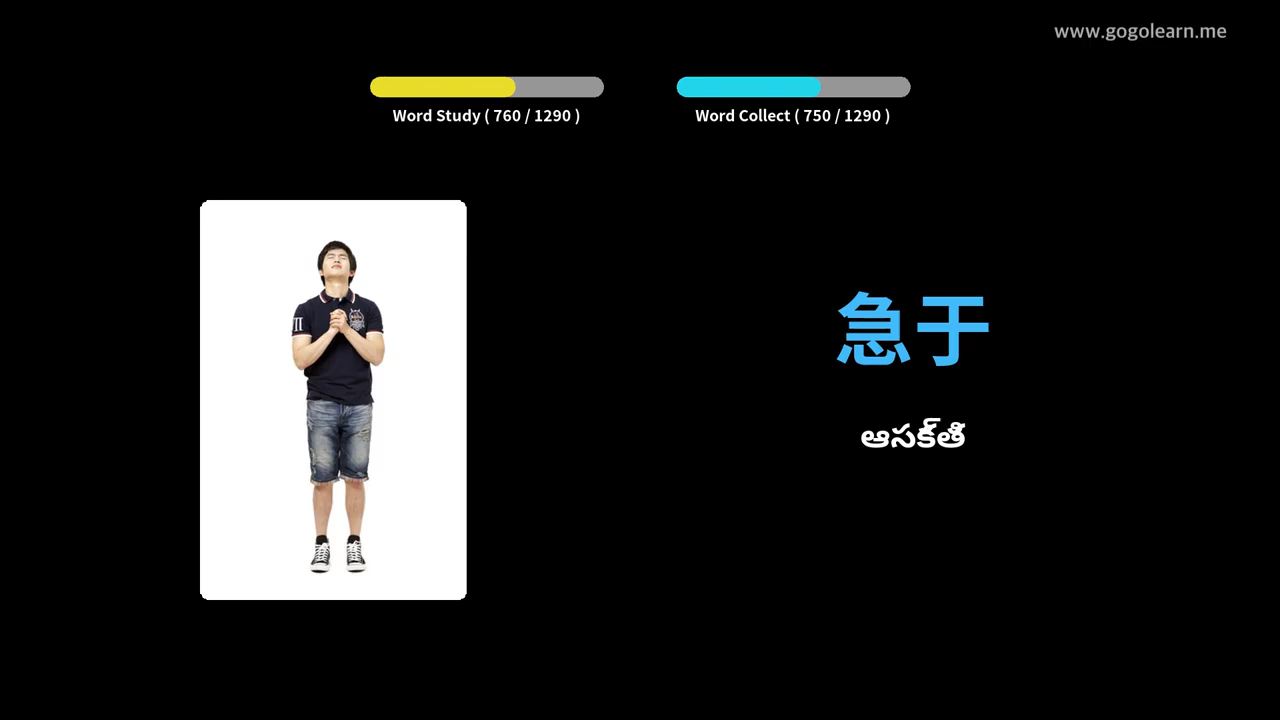 www.gogolearn.me
Word Study ( 760 / 1290 )
Word Collect ( 750 / 1290 )
急于
ఆసక్తి